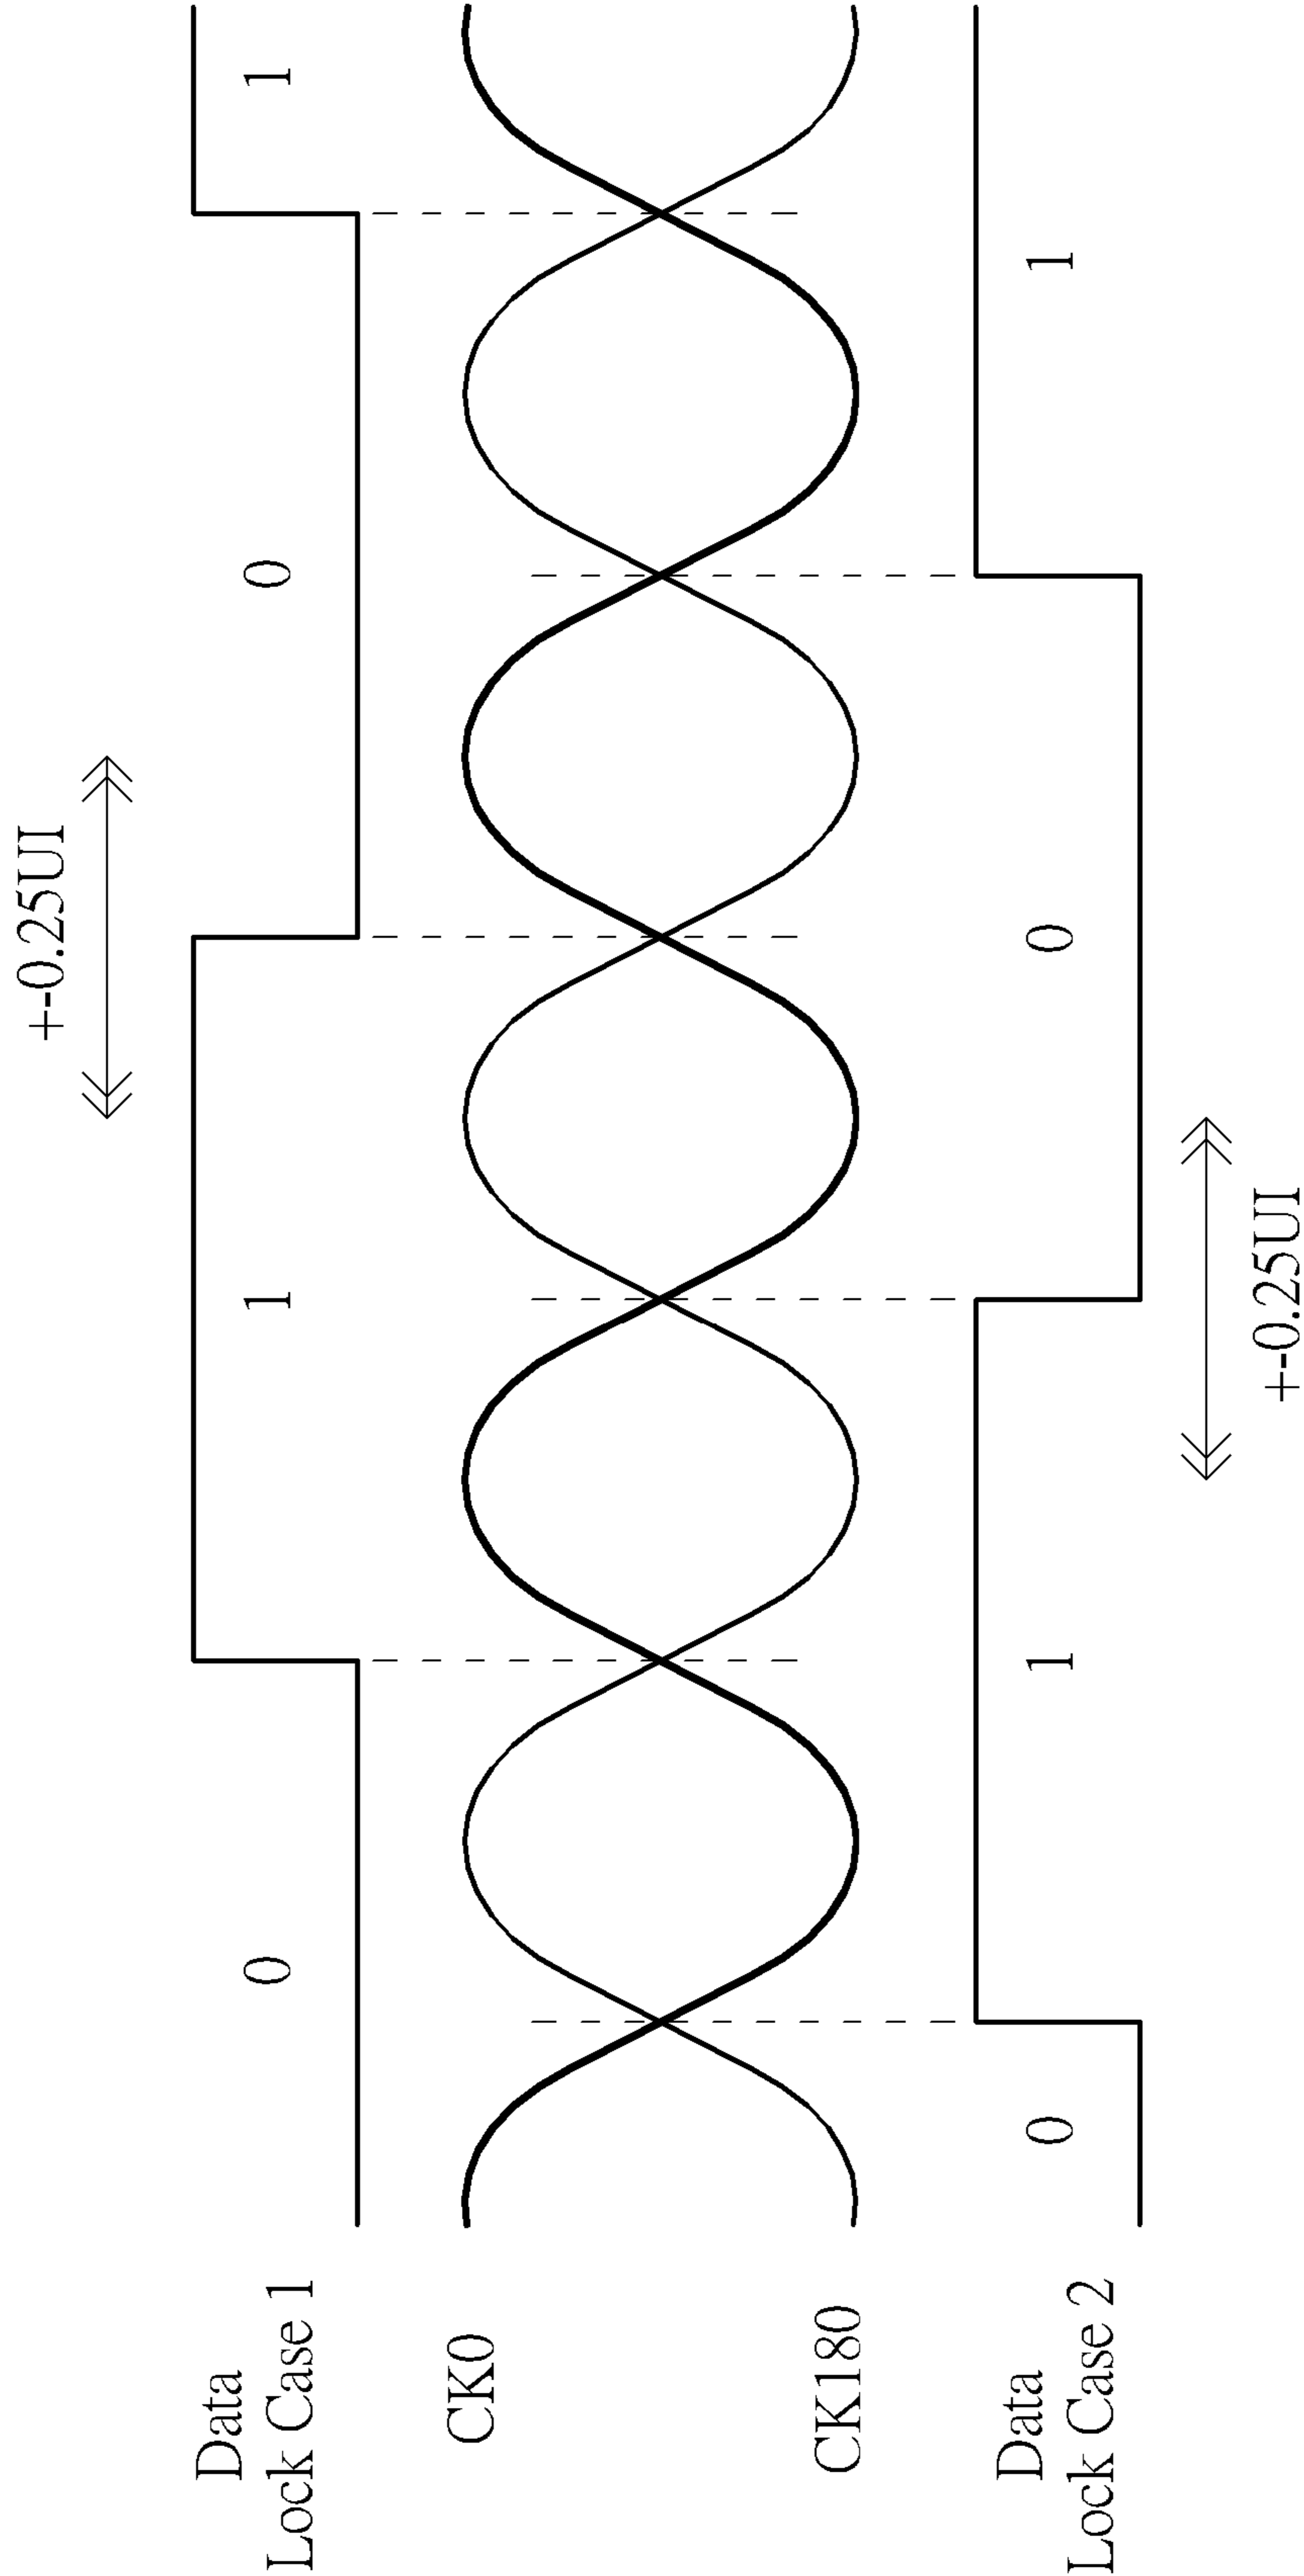 +-0.25UI
Data
Lock Case 1
0 1 0 1
CK0
CK180
Data
Lock Case 2
0 1 0 1
+-0.25UI